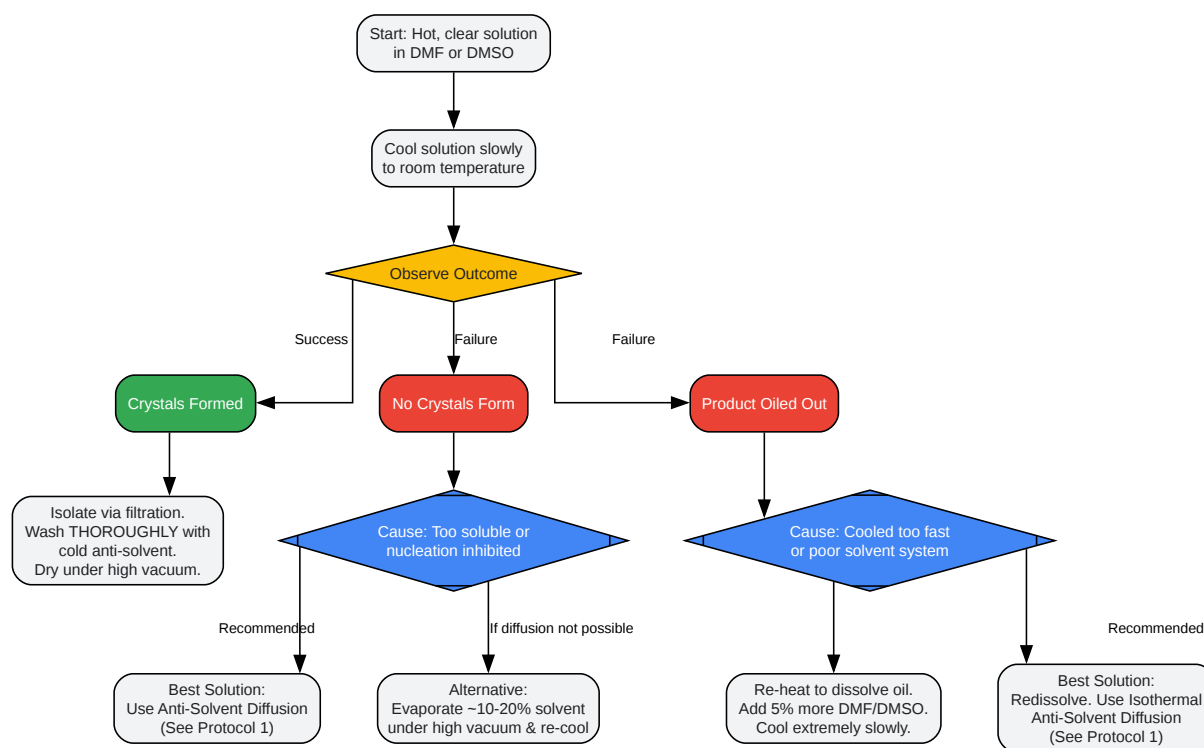 Start: Hot, clear solution
in DMF or DMSO
Cool solution slowly
to room temperature
Observe Outcome
Success
Failure
Failure
Crystals Formed
No Crystals Form
Product Oiled Out
Isolate via filtration.
Wash THOROUGHLY with
cold anti-solvent.
Dry under high vacuum.
Cause: Too soluble or
nucleation inhibited
Cause: Cooled too fast
or poor solvent system
Recommended
If diffusion not possible
Recommended
Best Solution:
Use Anti-Solvent Diffusion
(See Protocol 1)
Alternative:
Evaporate ~10-20% solvent
under high vacuum & re-cool
Re-heat to dissolve oil.
Add 5% more DMF/DMSO.
Cool extremely slowly.
Best Solution:
Redissolve. Use Isothermal
Anti-Solvent Diffusion
(See Protocol 1)